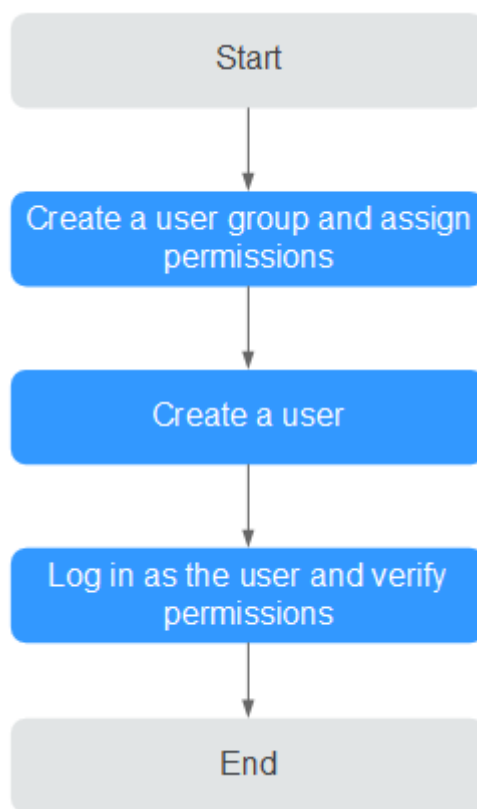 Start
Create a user group and assign
permissions
Create a user
Log in as the user and verify
permissions
End